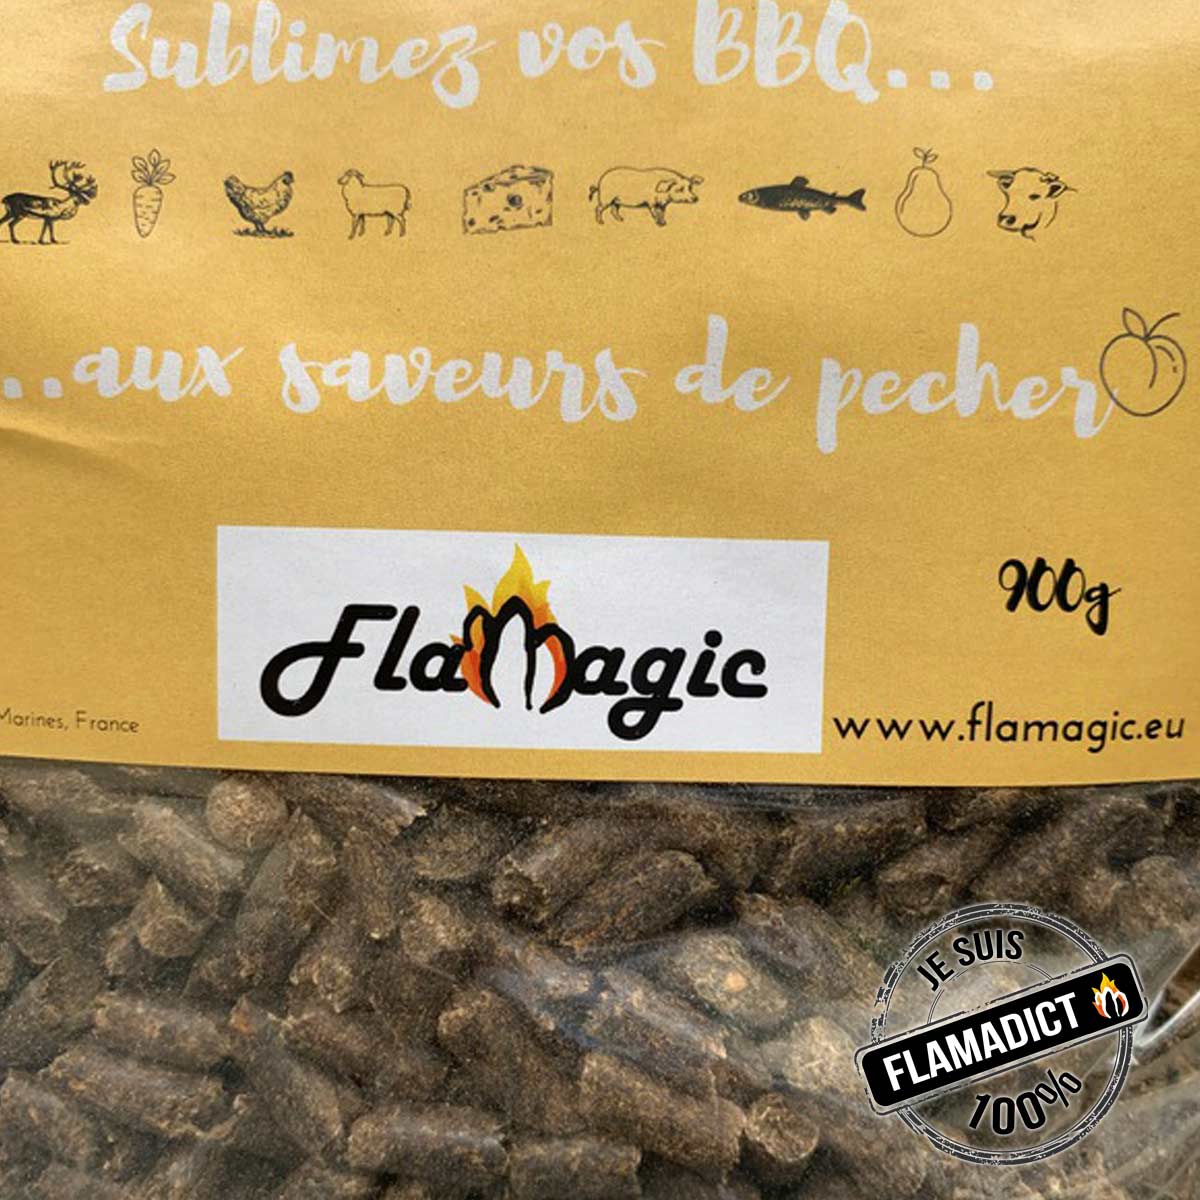 Sublimez vos BBQ...
...aux saveurs de pecher
900g
Flamagic
Marines, France
www.flamagic.eu
JE SUIS
FLAMADICT
100%